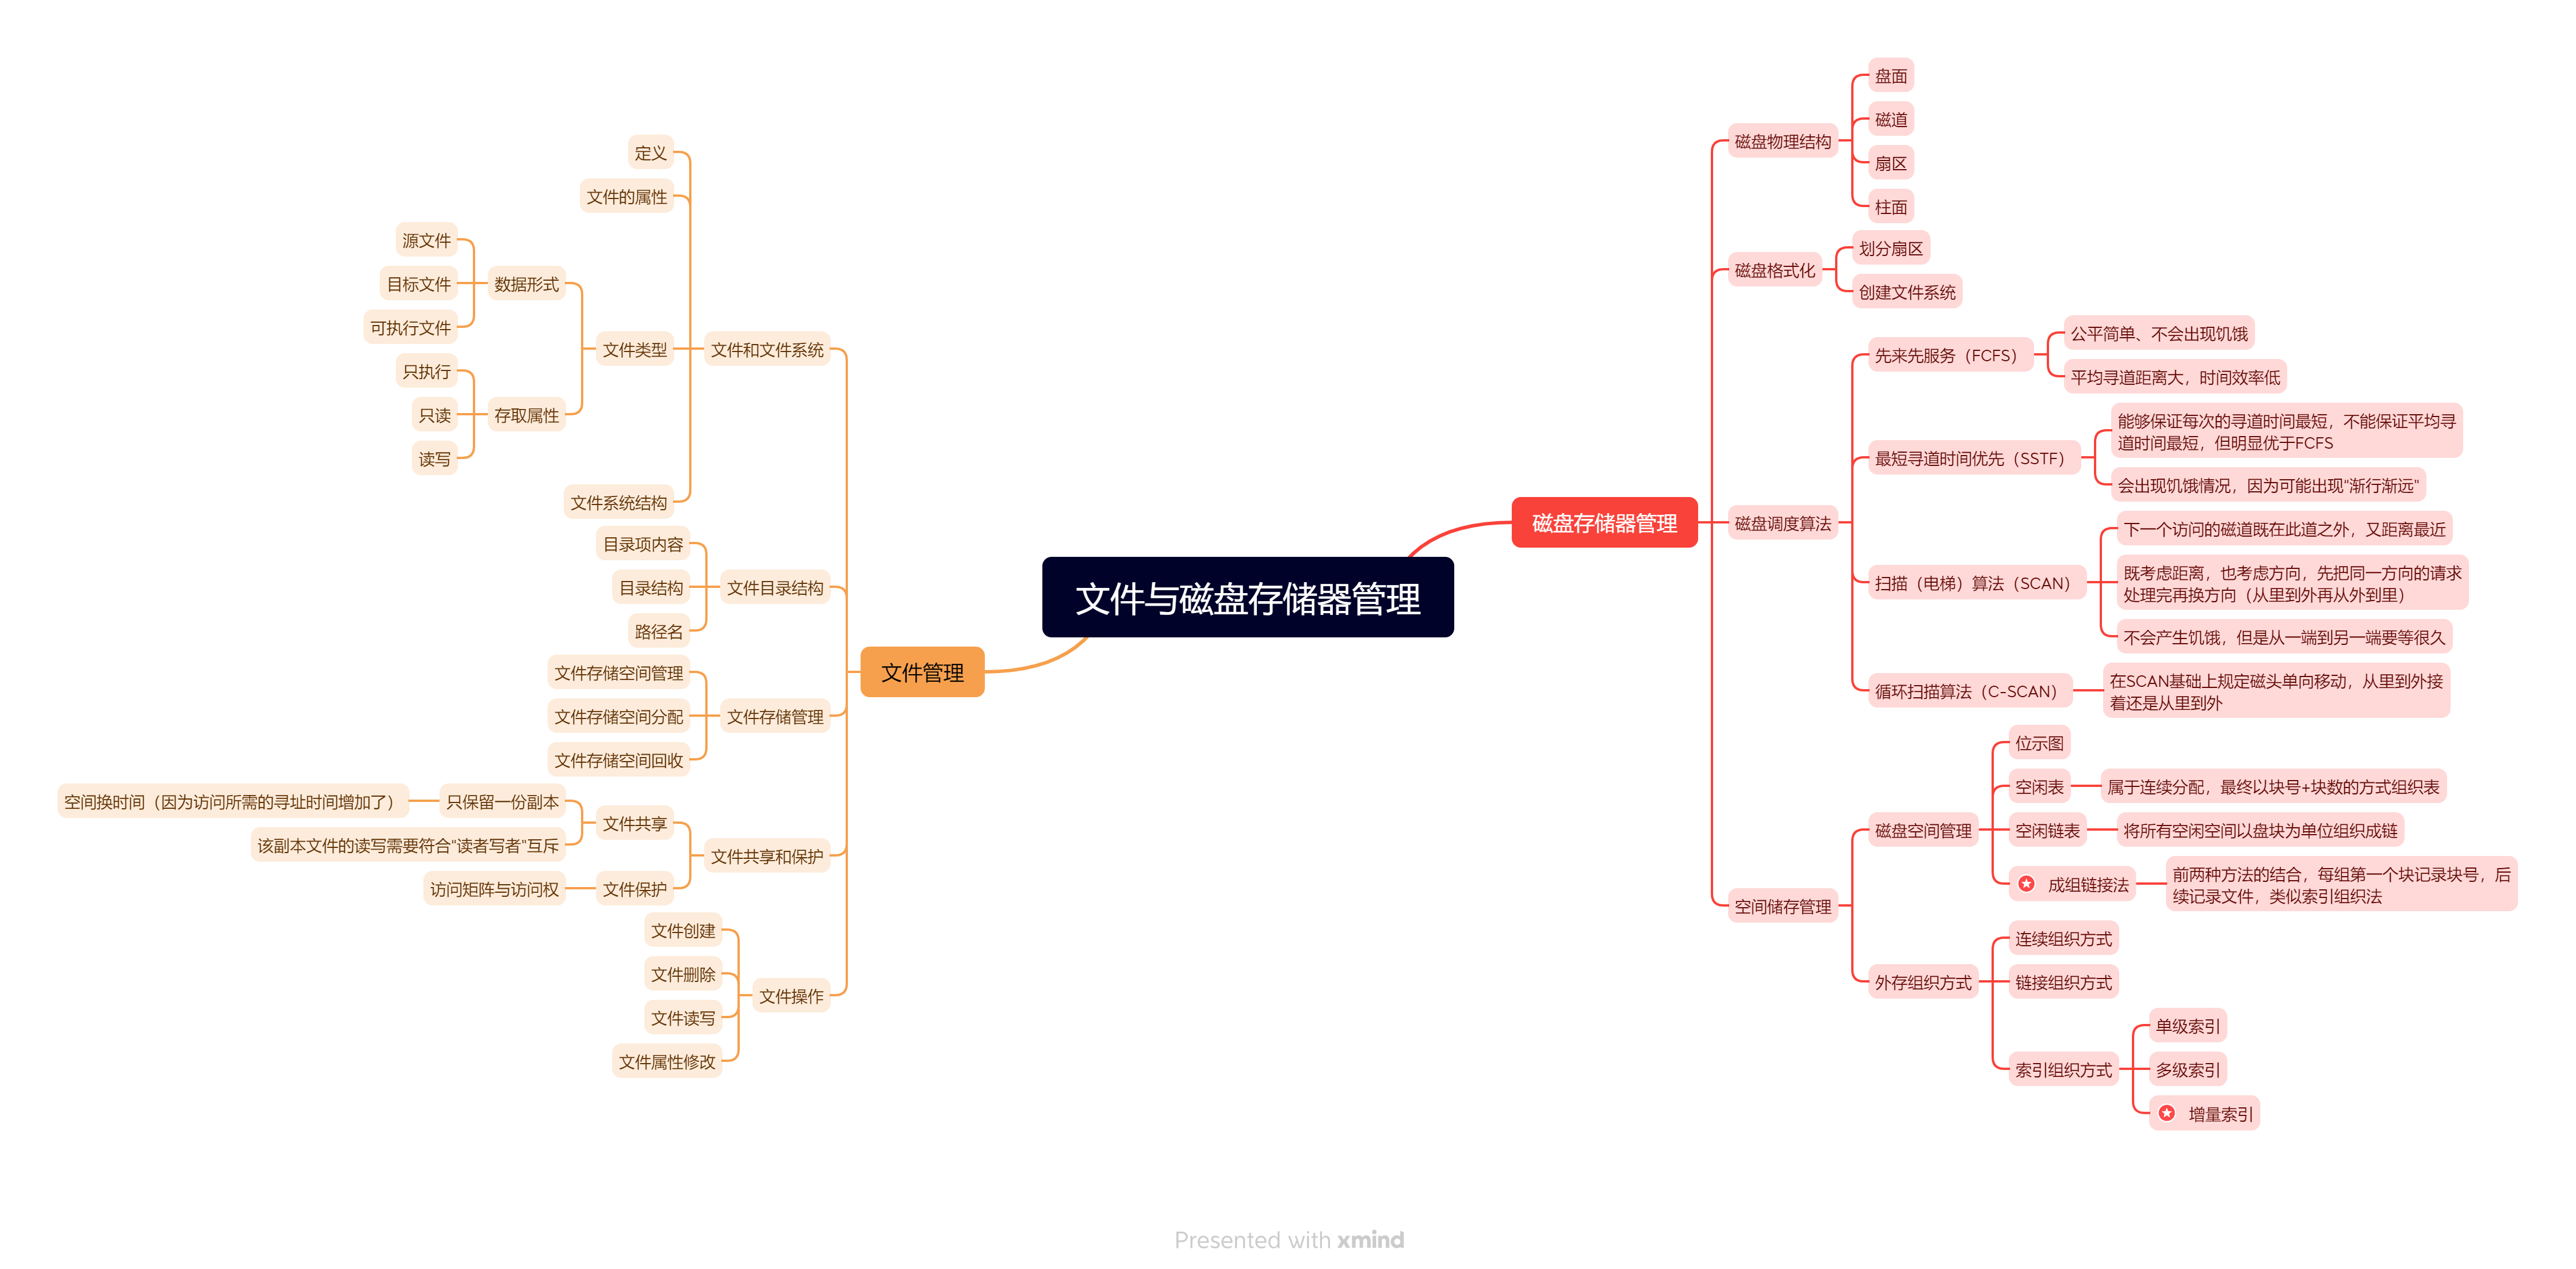 文件与磁盘存储器管理
磁盘存储器管理
磁盘物理结构
盘面
磁道
扇区
柱面
磁盘格式化
划分扇区
创建文件系统
磁盘调度算法
先来先服务（FCFS）
公平简单、不会出现饥饿
平均寻道距离大，时间效率低
最短寻道时间优先（SSTF）
能够保证每次的寻道时间最短，不能保证平均寻
道时间最短，但明显优于FCFS
会出现饥饿情况，因为可能出现"渐行渐远"
扫描（电梯）算法（SCAN）
下一个访问的磁道既在此道之外，又距离最近
既考虑距离，也考虑方向，先把同一方向的请求
处理完再换方向（从里到外再从外到里）
不会产生饥饿，但是从一端到另一端要等很久
循环扫描算法（C-SCAN）
在SCAN基础上规定磁头单向移动，从里到外接
着还是从里到外
空间储存管理
磁盘空间管理
位示图
空闲表
属于连续分配，最终以块号+块数的方式组织表
空闲链表
将所有空闲空间以盘块为单位组织成链
成组链接法
前两种方法的结合，每组第一个块记录块号，后
续记录文件，类似索引组织法
外存组织方式
连续组织方式
链接组织方式
索引组织方式
单级索引
多级索引
增量索引
文件管理
文件和文件系统
定义
文件的属性
文件类型
数据形式
源文件
目标文件
可执行文件
存取属性
只执行
只读
读写
文件系统结构
文件目录结构
目录项内容
目录结构
路径名
文件存储管理
文件存储空间管理
文件存储空间分配
文件存储空间回收
文件共享和保护
文件共享
只保留一份副本
空间换时间（因为访问所需的寻址时间增加了）
该副本文件的读写需要符合"读者写者"互斥
文件保护
访问矩阵与访问权
文件操作
文件创建
文件删除
文件读写
文件属性修改
Presented with xmind